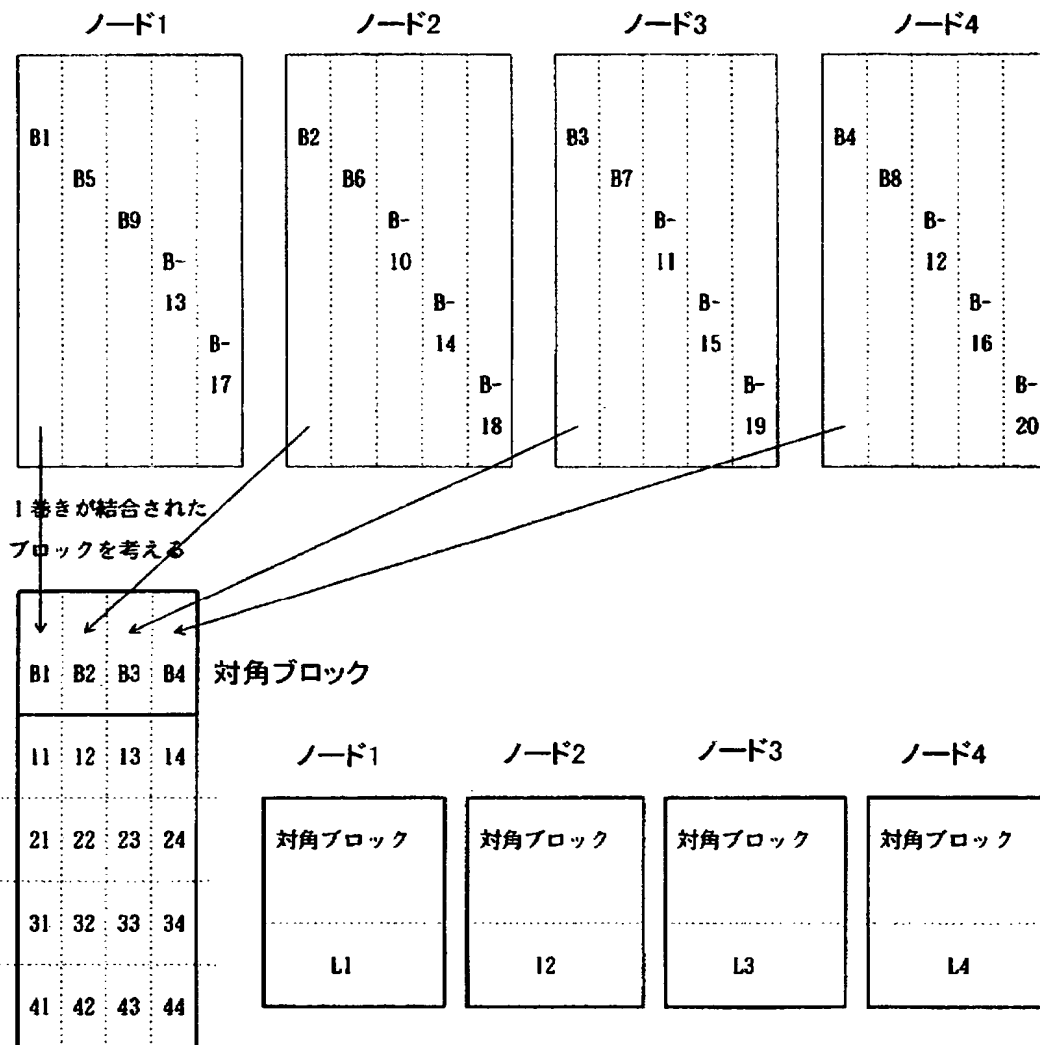 ノード1 ノード2 ノード3 ノード4
B1 B2 B3 B4
B5 B6 B7 B8
B9 B- B- B-
B- 10 11 12
13 B- B- B-
B- 14 15 16
17 B- B- B-
18 19 20
1巻きが結合された
ブロックを考える
B1 B2 B3 B4 対角ブロック
11 12 13 14
ノード1 ノード2 ノード3 ノード4
21 22 23 24
対角ブロック 対角ブロック 対角ブロック 対角ブロック
31 32 33 34
L1 I2 L3 L4
41 42 43 44